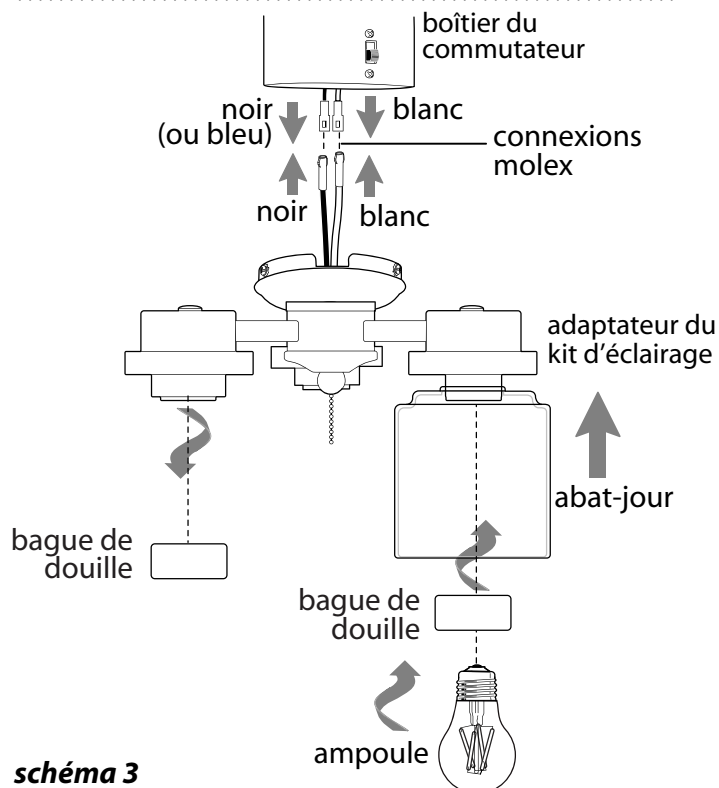 boîtier du
commutateur
noir
(ou bleu)
blanc
connexions
molex
noir
blanc
adaptateur du
kit d’éclairage
abat-jour
bague de
douille
bague de
douille
ampoule
schéma 3